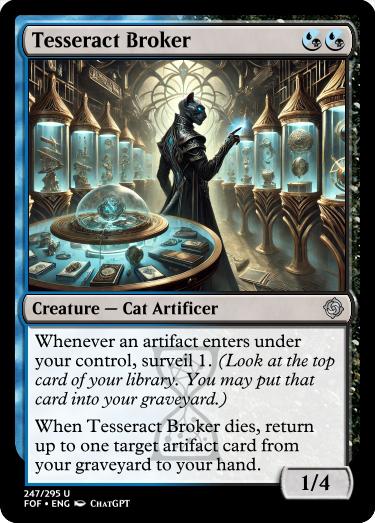 Tesseract Broker
Creature — Cat Artificer
Whenever an artifact enters under
your control, surveil 1. (Look at the top
card of your library. You may put that
card into your graveyard.)
When Tesseract Broker dies, return
up to one target artifact card from
your graveyard to your hand.
1/4
247/295 U
FOF • ENG ChatGPT